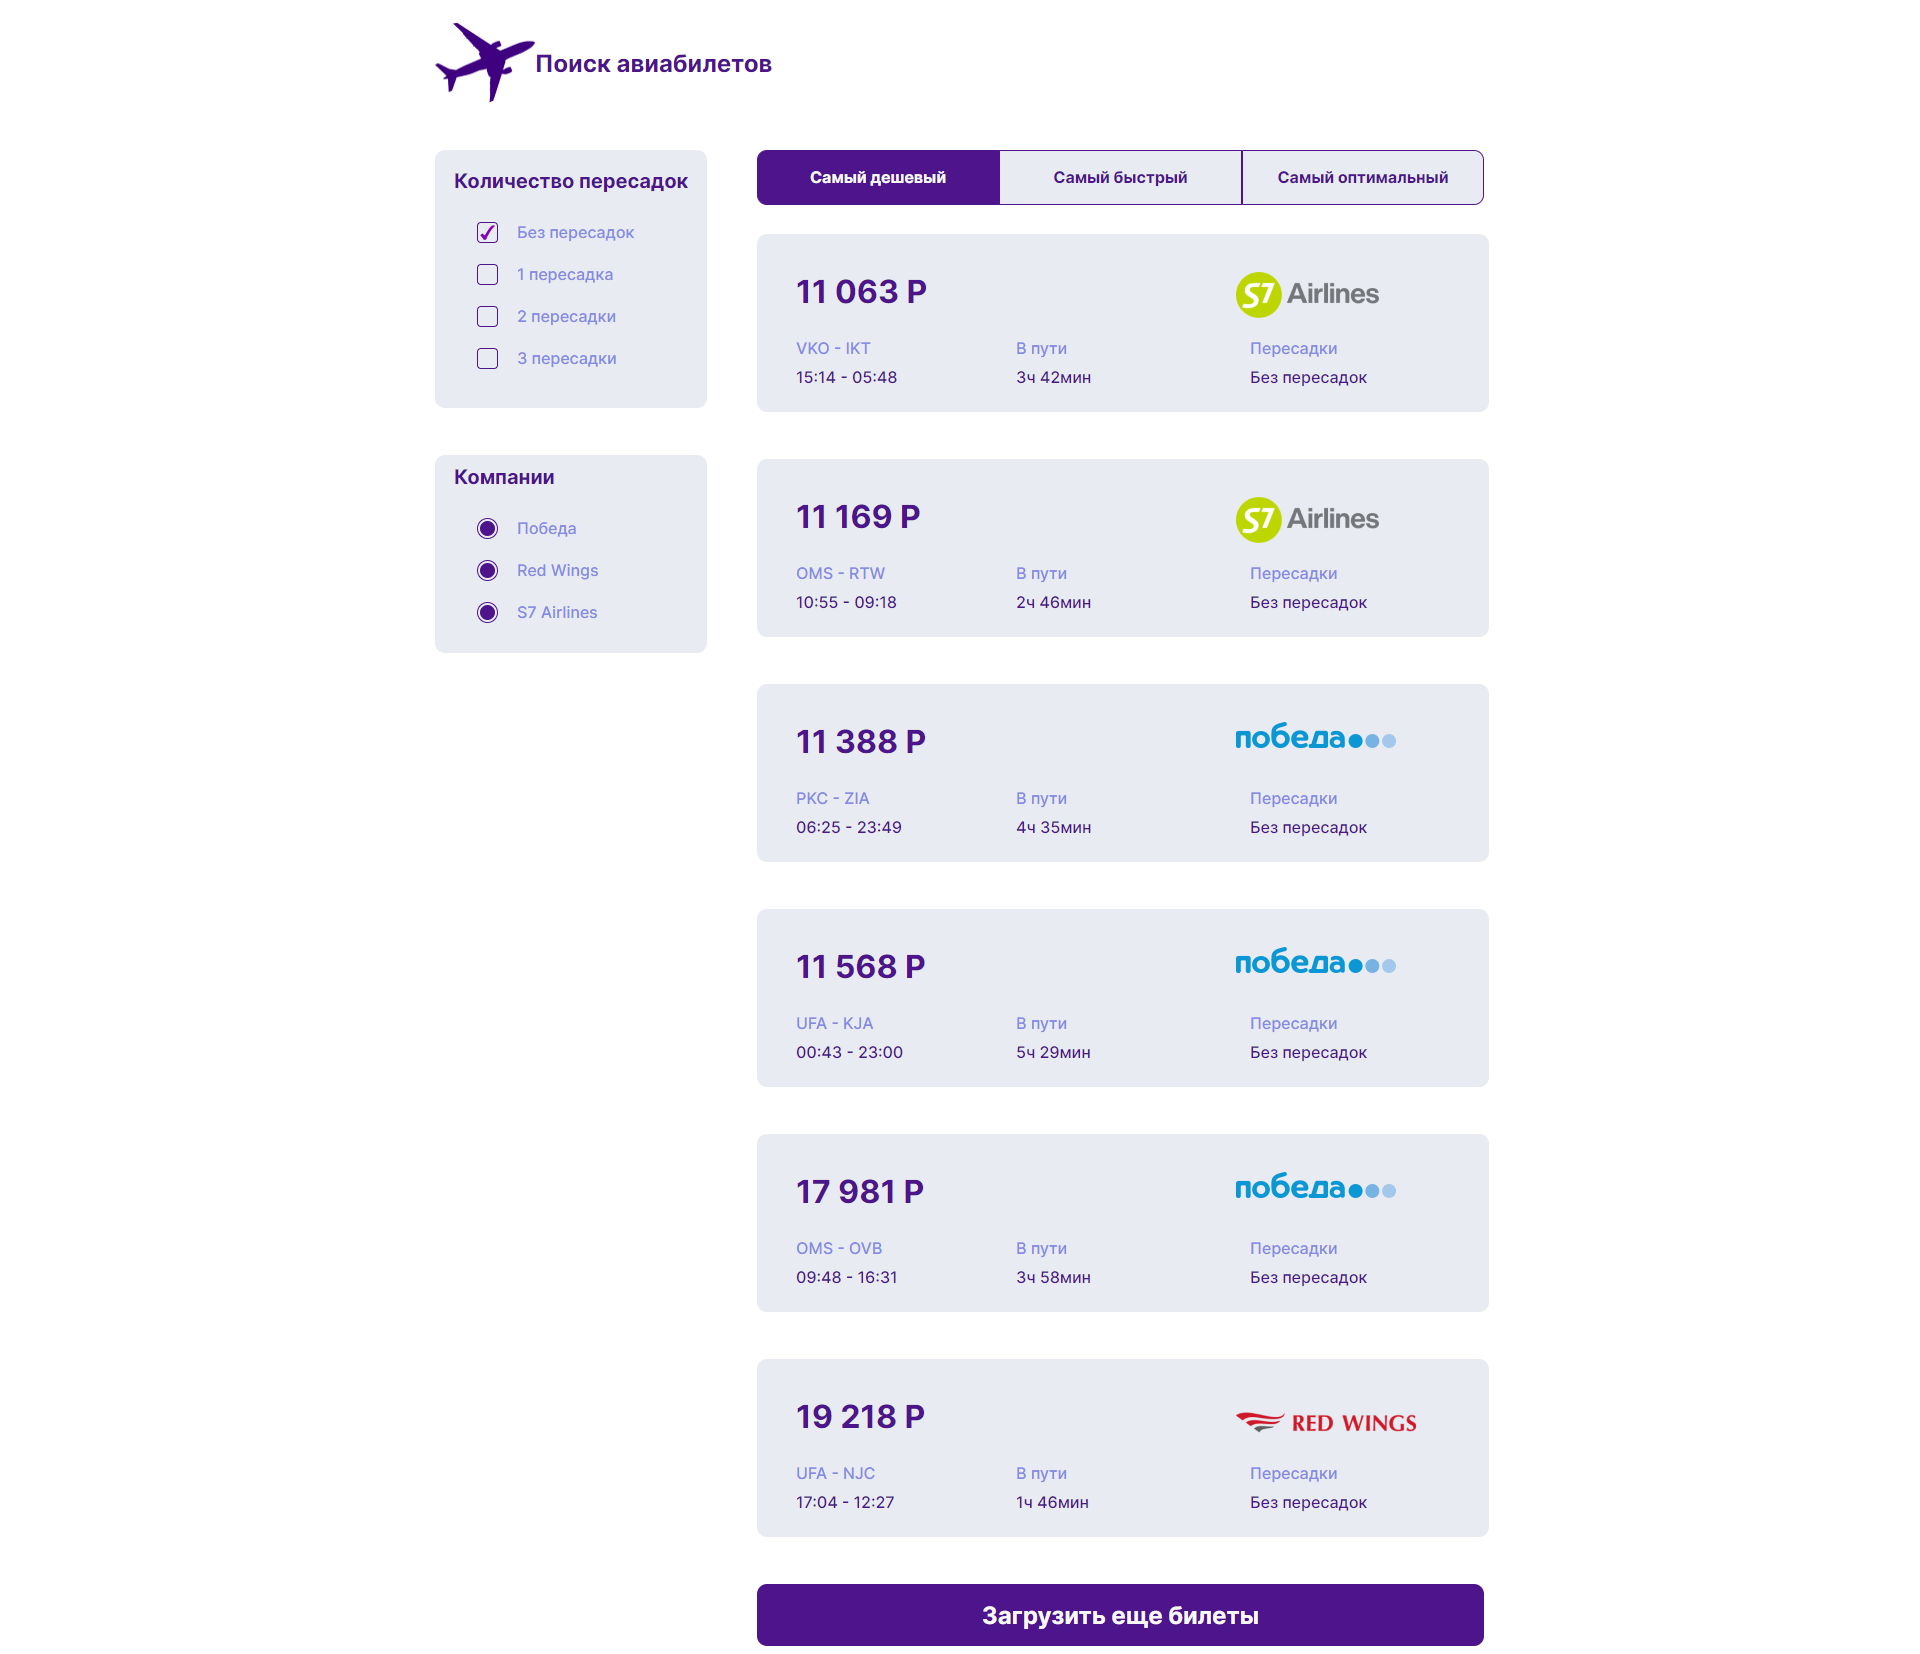 Поиск авиабилетов
Количество пересадок
Без пересадок
1 пересадка
2 пересадки
3 пересадки
Компании
Победа
Red Wings
S7 Airlines
Самый дешевый Самый быстрый Самый оптимальный
11 063 Р S7 Airlines
VKO - IKT В пути Пересадки
15:14 - 05:48 3ч 42мин Без пересадок
11 169 Р S7 Airlines
OMS - RTW В пути Пересадки
10:55 - 09:18 2ч 46мин Без пересадок
11 388 Р победа
PKC - ZIA В пути Пересадки
06:25 - 23:49 4ч 35мин Без пересадок
11 568 Р победа
UFA - KJA В пути Пересадки
00:43 - 23:00 5ч 29мин Без пересадок
17 981 Р победа
OMS - OVB В пути Пересадки
09:48 - 16:31 3ч 58мин Без пересадок
19 218 Р RED WINGS
UFA - NJC В пути Пересадки
17:04 - 12:27 1ч 46мин Без пересадок
Загрузить еще билеты